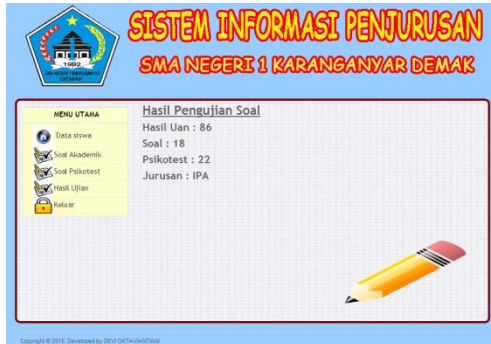 SISTEM INFORMASI PENJURUSAN
SMA NEGERI 1 KARANGANYAR DEMAK
1992
DEMAK
MENU UTAMA
Data siswa
Soal Akademik
Soal Psikotest
Hasil Ujian
Keluar
Hasil Pengujian Soal
Hasil Uan : 86
Soal : 18
Psikotest : 22
Jurusan : IPA
Copyright © 2015. Developed by DEVI OKTAVIANTIANI